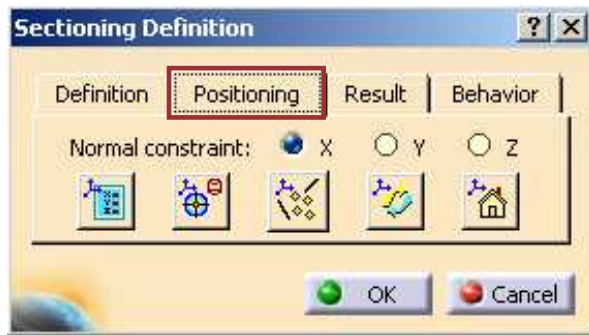 Sectioning Definition
Definition Positioning Result Behavior
Normal constraint: X Y Z
OK Cancel